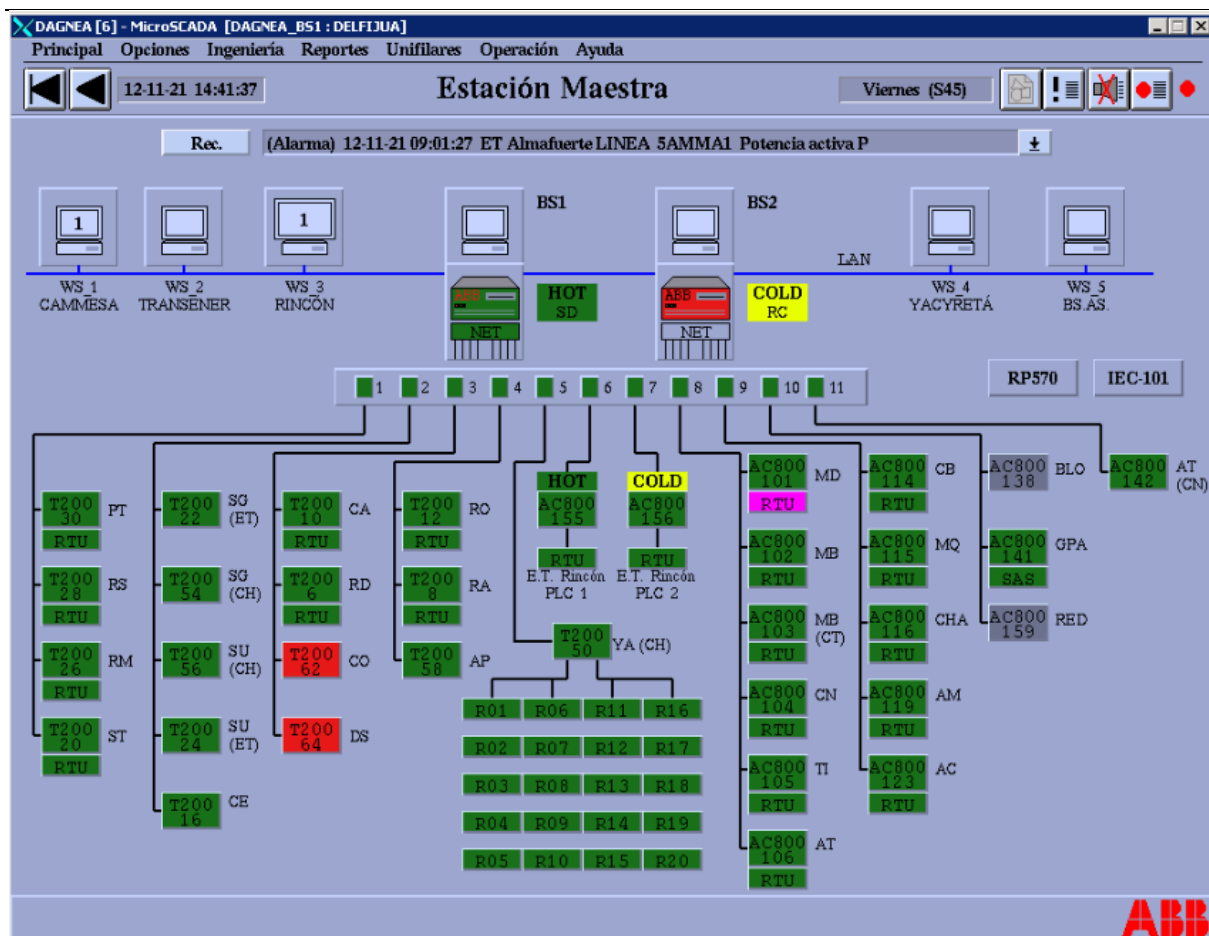 DAGNEA [6] - MicroSCADA [DAGNEA_BS1 : DELFIJUA]
Principal Opciones Ingeniería Reportes Unifilares Operación Ayuda
12-11-21 14:41:37 Estación Maestra Viernes (S45)
Rec. (Alarma) 12-11-21 09:01:27 ET Almafuerte LINEA 5AMMA1 Potencia activa P
BS1 BS2
1 1
LAN
WS_1 WS_2 WS_3 WS_4 WS_5
CAMMESA TRANSENER RINCÓN YACYRETÁ BS.AS.
ABB HOT ABB COLD
SD RC
NET NET
RP570 IEC-101
1 2 3 4 5 6 7 8 9 10 11
HOT COLD
AC800 101 MD
RTU
AC800 114 CB
RTU
AC800 138 BLO
AC800 142 AT (CN)
T200 30 PT
RTU
T200 22 SG (ET)
T200 10 CA
RTU
T200 12 RO
RTU
AC800 155
RTU
E.T. Rincón PLC 1
AC800 156
RTU
E.T. Rincón PLC 2
AC800 102 MB
RTU
AC800 115 MQ
RTU
AC800 141 GPA
SAS
T200 28 RS
RTU
T200 54 SG (CH)
T200 6 RD
RTU
T200 8 RA
RTU
AC800 103 MB (CT)
RTU
AC800 116 CHA
RTU
AC800 159 RED
T200 26 RM
RTU
T200 56 SU (CH)
T200 62 CO
T200 58 AP
T200 50 YA (CH)
AC800 104 CN
RTU
AC800 119 AM
RTU
T200 20 ST
RTU
T200 24 SU (ET)
T200 64 DS
R01 R06 R11 R16
R02 R07 R12 R17
R03 R08 R13 R18
R04 R09 R14 R19
R05 R10 R15 R20
AC800 105 TI
RTU
AC800 123 AC
RTU
T200 16 CE
AC800 106 AT
RTU
ABB